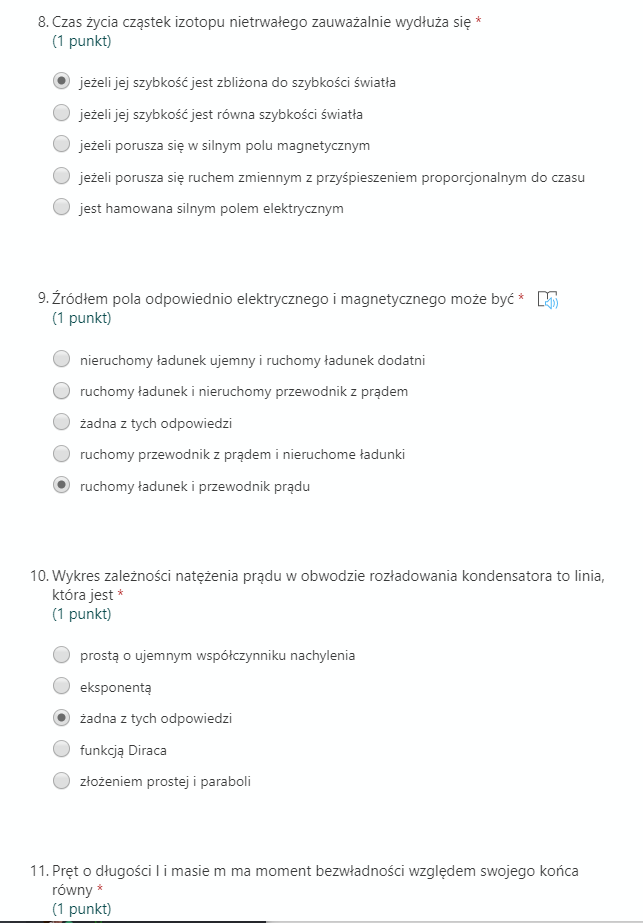 8. Czas życia cząstek izotopu nietrwałego zauważalnie wydłuża się *
(1 punkt)
jeżeli jej szybkość jest zbliżona do szybkości światła
jeżeli jej szybkość jest równa szybkości światła
jeżeli porusza się w silnym polu magnetycznym
jeżeli porusza się ruchem zmiennym z przyśpieszeniem proporcjonalnym do czasu
jest hamowana silnym polem elektrycznym
9. Źródłem pola odpowiednio elektrycznego i magnetycznego może być *
(1 punkt)
nieruchomy ładunek ujemny i ruchomy ładunek dodatni
ruchomy ładunek i nieruchomy przewodnik z prądem
żadna z tych odpowiedzi
ruchomy przewodnik z prądem i nieruchome ładunki
ruchomy ładunek i przewodnik prądu
10. Wykres zależności natężenia prądu w obwodzie rozładowania kondensatora to linia,
która jest *
(1 punkt)
prostą o ujemnym współczynniku nachylenia
eksponentą
żadna z tych odpowiedzi
funkcją Diraca
złożeniem prostej i paraboli
11. Pręt o długości l i masie m ma moment bezwładności względem swojego końca
równy *
(1 punkt)